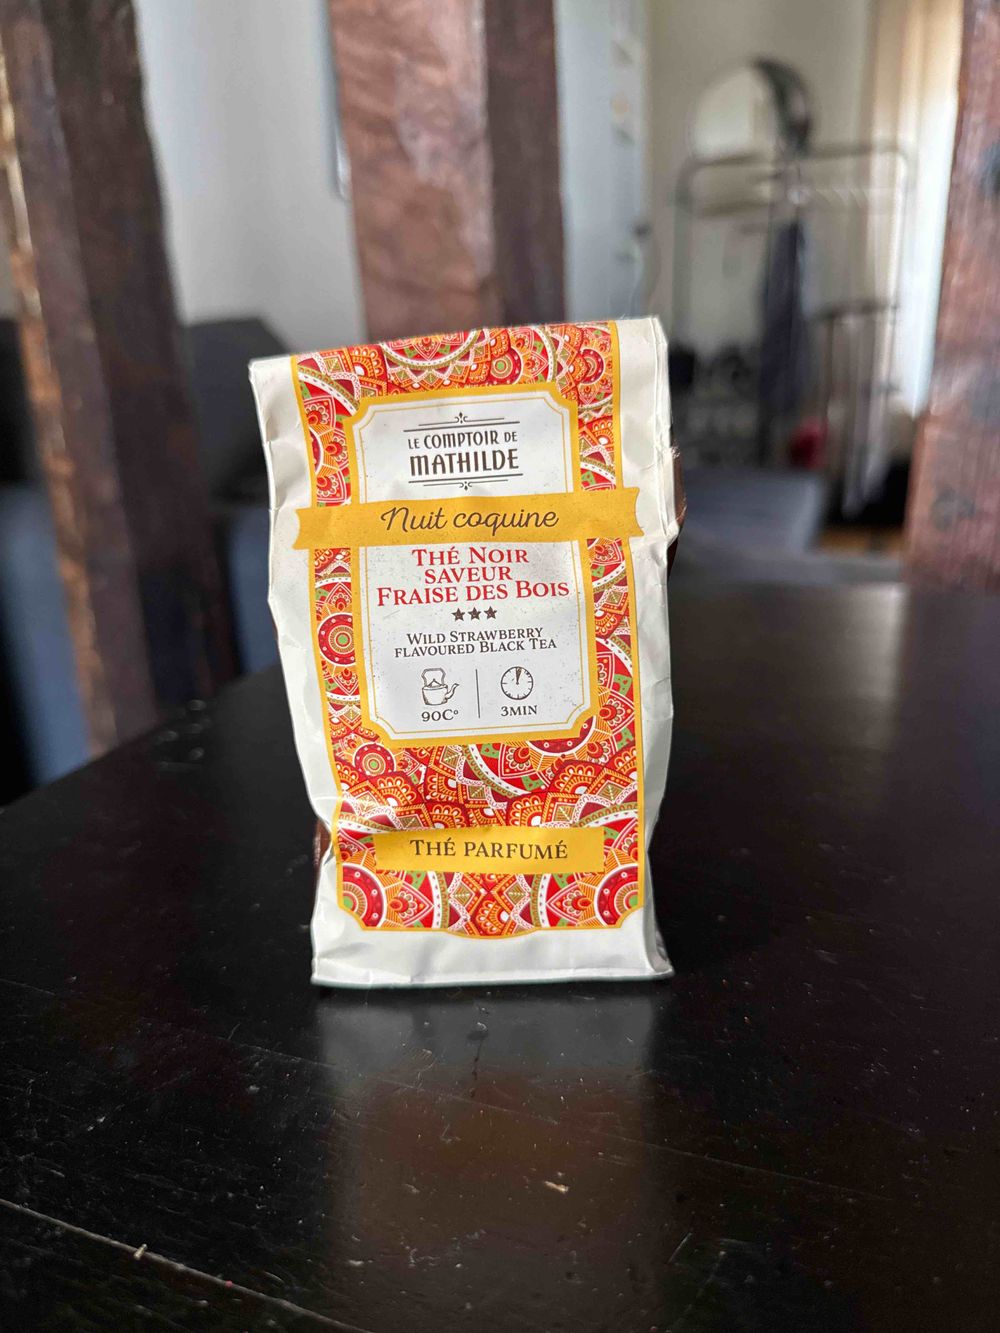 LE COMPTOIR DE
MATHILDE
Nuit coquine
THÉ NOIR
SAVEUR
FRAISE DES BOIS
WILD STRAWBERRY
FLAVOURED BLACK TEA
90C°
3MIN
THÉ PARFUMÉ